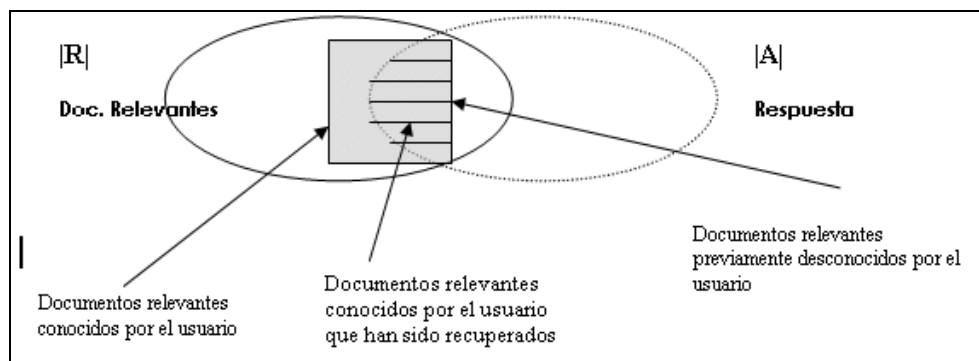 |R|
Doc. Relevantes
|A|
Respuesta
Documentos relevantes
conocidos por el usuario
Documentos relevantes
conocidos por el usuario
que han sido recuperados
Documentos relevantes
previamente desconocidos por el
usuario